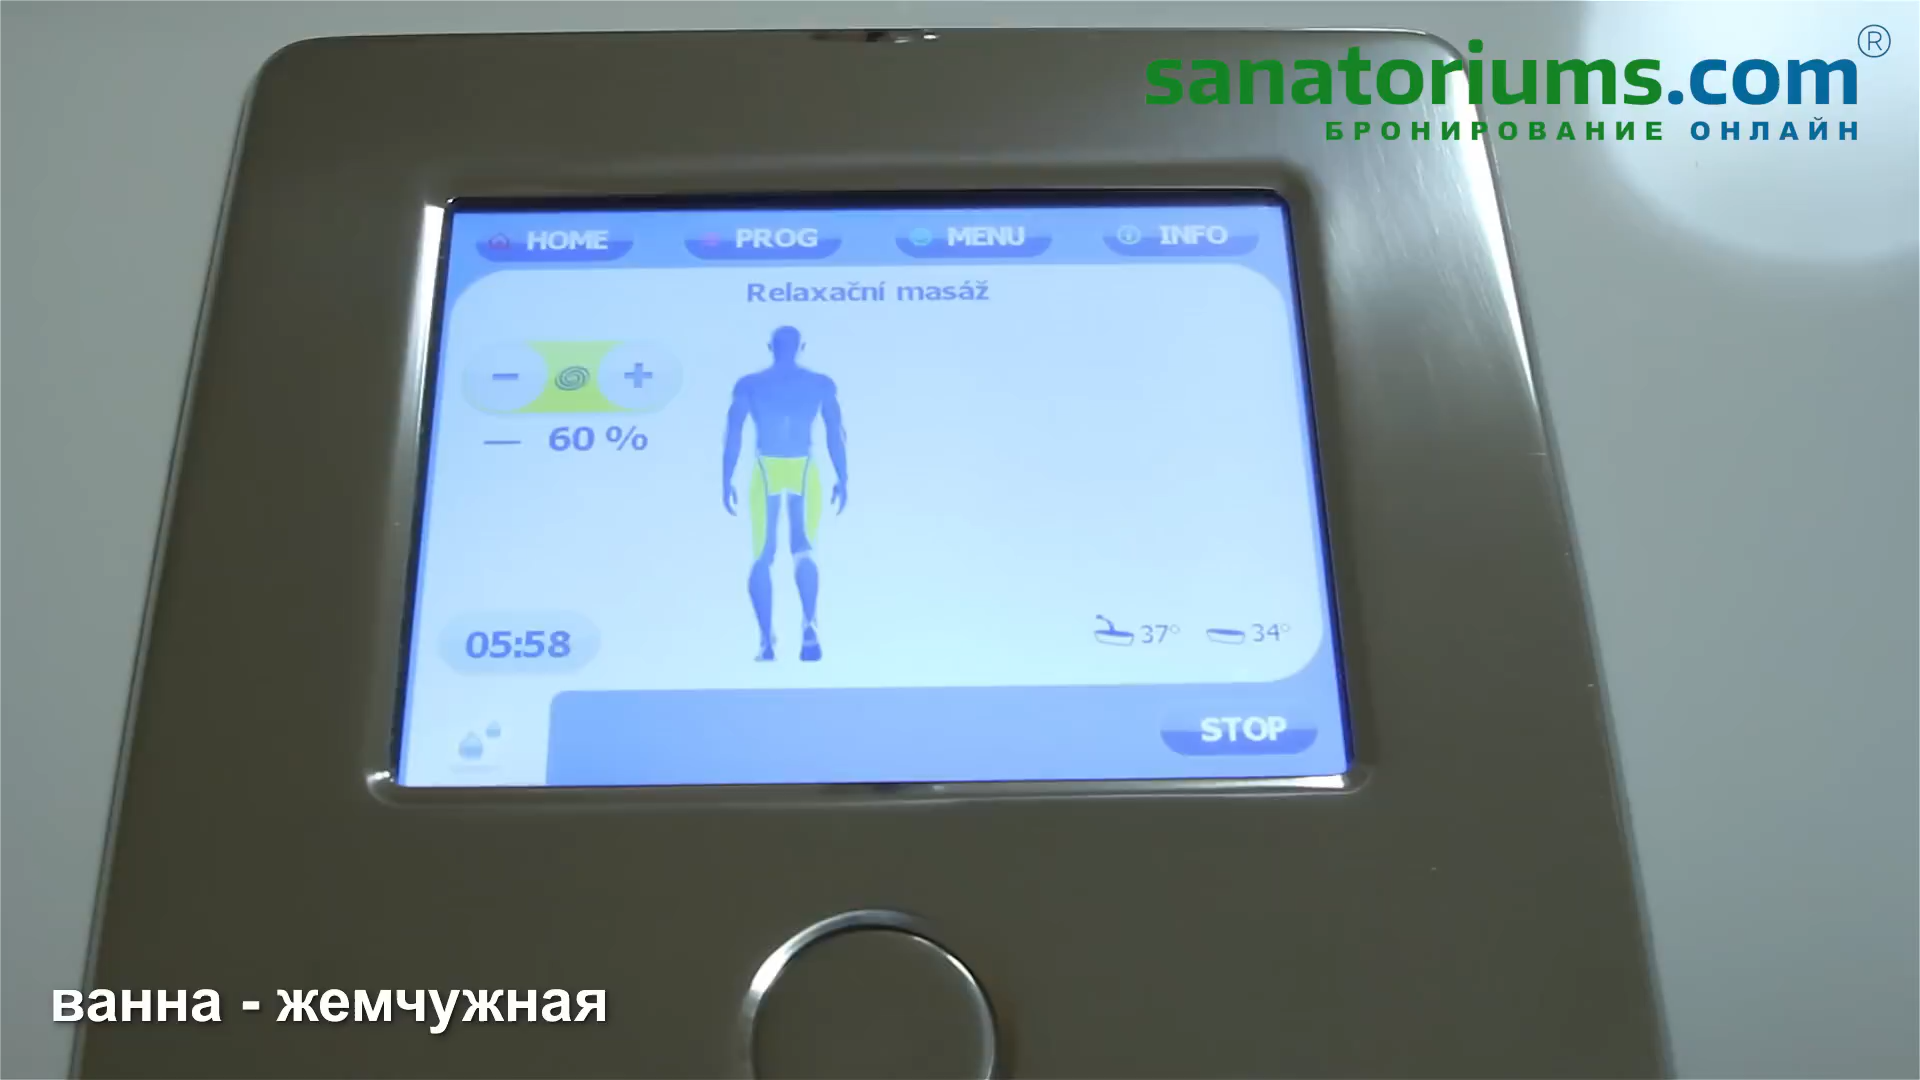 sanatoriums.com®
БРОНИРОВАНИЕ ОНЛАЙН
HOME PROG MENU INFO
Relaxační masáž
- +
— 60 %
05:58
37° 34°
STOP
ванна - жемчужная